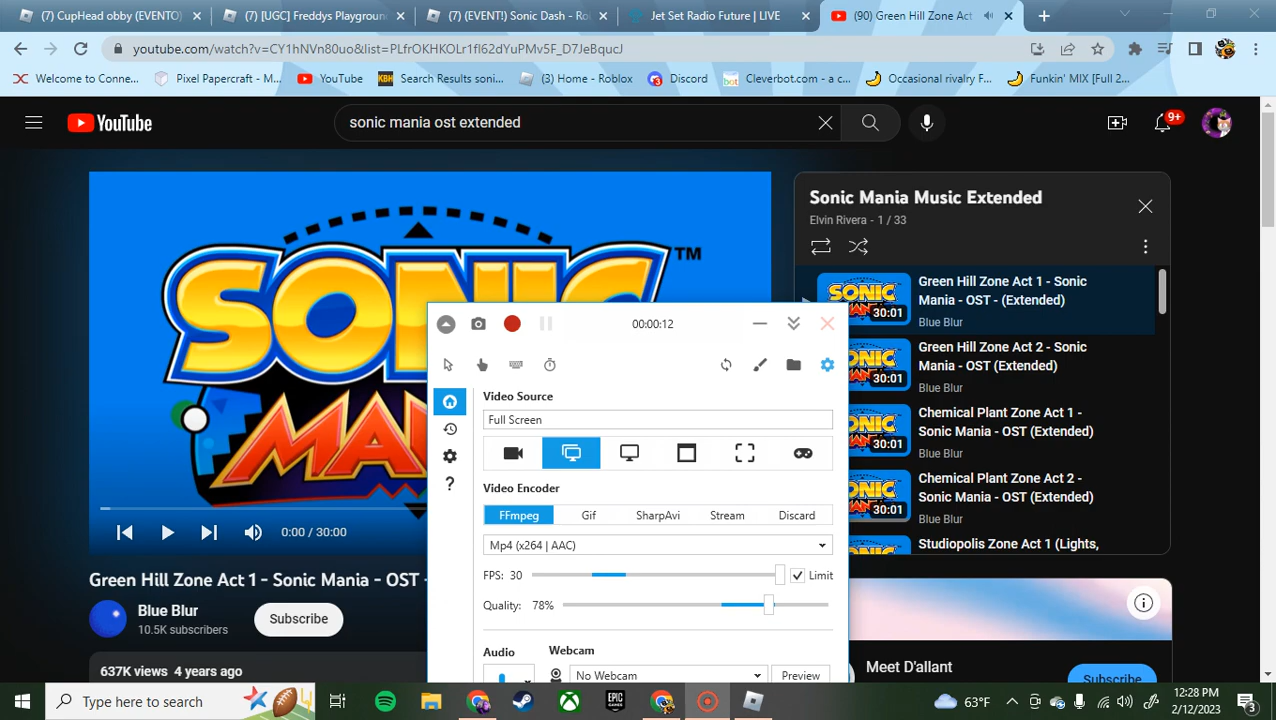 (7) CupHead obby (EVENTO)
(7) [UGC] Freddys Playgroun
(7) (EVENT!) Sonic Dash - Ro
Jet Set Radio Future | LIVE
(90) Green Hill Zone Act
youtube.com/watch?v=CY1hNVn80uo&list=PLfrOKHKOLr1fI62dYuPMv5F_D7JeBqucJ
Welcome to Conne...
Pixel Papercraft - M...
YouTube
KBH
Search Results soni...
(3) Home - Roblox
Discord
bot
Cleverbot.com - a c...
Occasional rivalry F...
Funkin' MIX [Full 2...
YouTube
sonic mania ost extended
9+
SONIC
TM
MANIA
Sonic Mania Music Extended
Elvin Rivera - 1 / 33
30:01
Green Hill Zone Act 1 - Sonic
Mania - OST - (Extended)
Blue Blur
30:01
Green Hill Zone Act 2 - Sonic
Mania - OST (Extended)
Blue Blur
30:01
Chemical Plant Zone Act 1 -
Sonic Mania - OST (Extended)
Blue Blur
30:01
Chemical Plant Zone Act 2 -
Sonic Mania - OST (Extended)
Blue Blur
Studiopolis Zone Act 1 (Lights,
00:00:12
Video Source
Full Screen
Video Encoder
FFmpeg
Gif
SharpAvi
Stream
Discard
Mp4 (x264 | AAC)
FPS: 30
Limit
Quality: 78%
Audio
Webcam
No Webcam
Preview
0:00 / 30:00
Green Hill Zone Act 1 - Sonic Mania - OST -
Blue Blur
10.5K subscribers
Subscribe
637K views 4 years ago
Meet D'allant
Subscribe
Type here to search
EPIC
GAMES
63°F
12:28 PM
2/12/2023
3